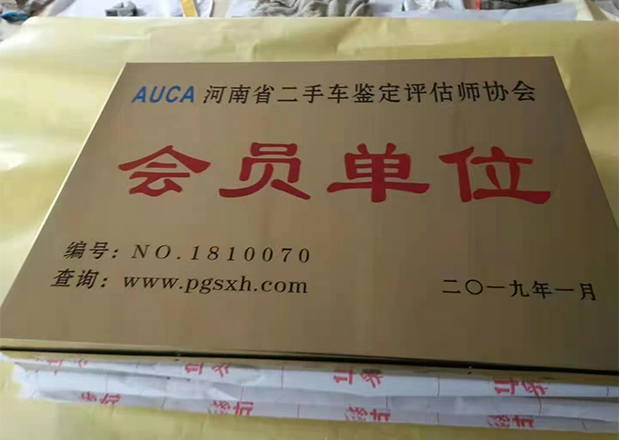 AUCA 河南省二手车鉴定评估师协会
会员单位
编号：NO.1810070
查询：www.pgsxh.com
二〇一九年一月